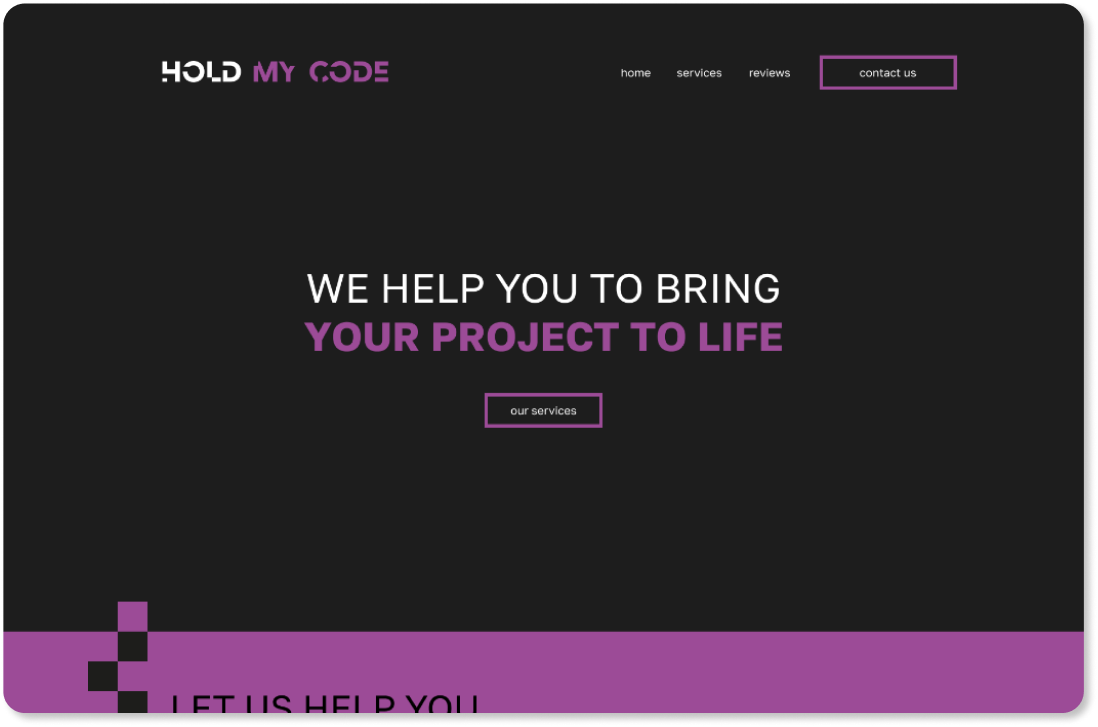 HOLD MY CODE
home services reviews contact us
WE HELP YOU TO BRING
YOUR PROJECT TO LIFE
our services
LET US HELP YOU